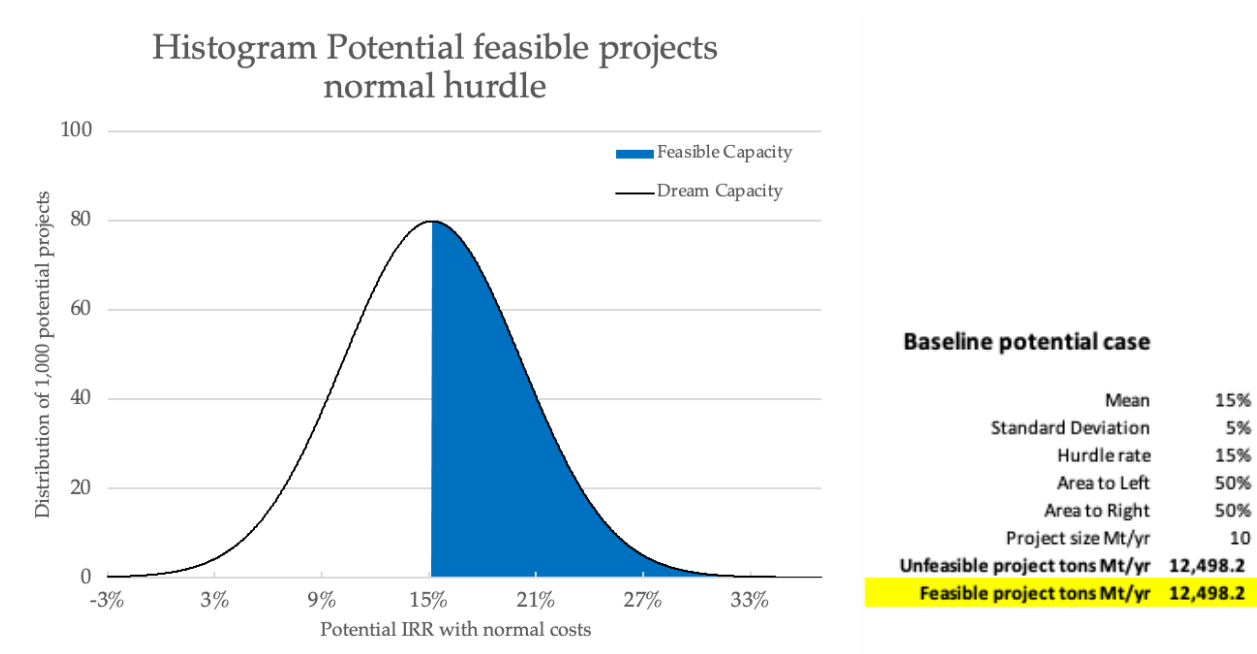 Histogram Potential feasible projects
normal hurdle
100
80
60
40
20
0
Distribution of 1,000 potential projects
Feasible Capacity
Dream Capacity
-3% 3% 9% 15% 21% 27% 33%
Potential IRR with normal costs
Baseline potential case
Mean 15%
Standard Deviation 5%
Hurdle rate 15%
Area to Left 50%
Area to Right 50%
Project size Mt/yr 10
Unfeasible project tons Mt/yr 12,498.2
Feasible project tons Mt/yr 12,498.2